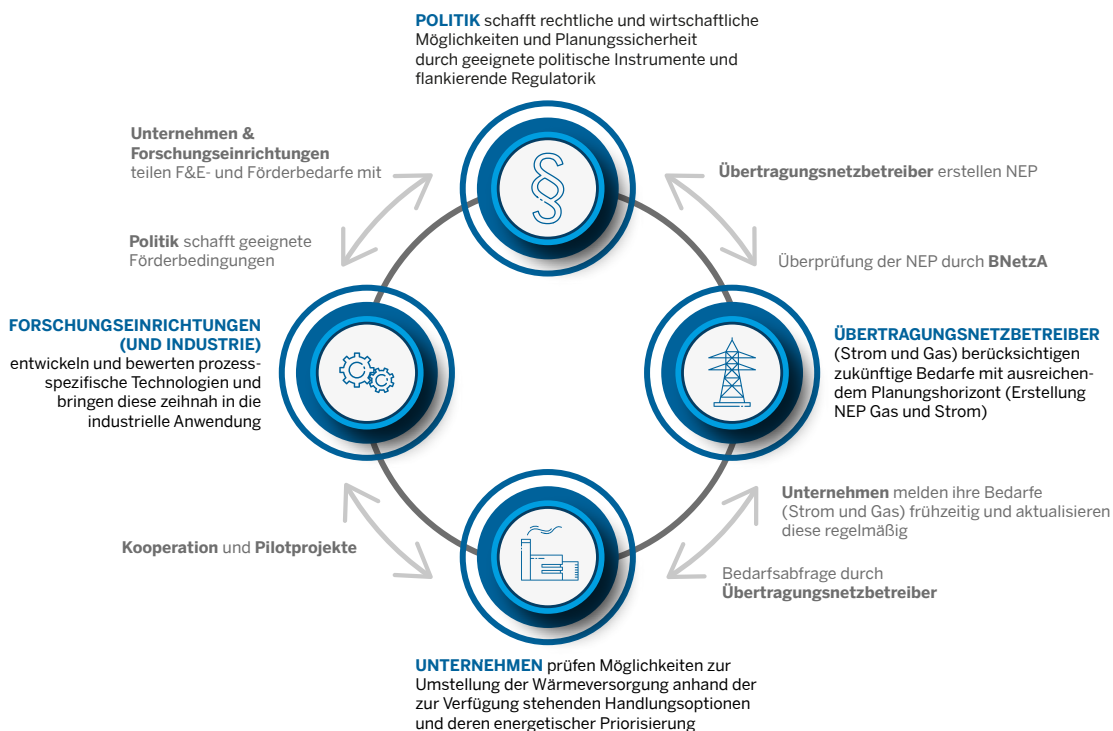 POLITIK schafft rechtliche und wirtschaftliche
Möglichkeiten und Planungssicherheit
durch geeignete politische Instrumente und
flankierende Regulatorik
Unternehmen &
Forschungseinrichtungen
teilen F&E- und Förderbedarfe mit
Übertragungsnetzbetreiber erstellen NEP
Politik schafft geeignete
Förderbedingungen
Überprüfung der NEP durch BNetzA
FORSCHUNGSEINRICHTUNGEN
(UND INDUSTRIE)
entwickeln und bewerten prozess-
spezifische Technologien und
bringen diese zeihnah in die
industrielle Anwendung
ÜBERTRAGUNGSNETZBETREIBER
(Strom und Gas) berücksichtigen
zukünftige Bedarfe mit ausreichen-
dem Planungshorizont (Erstellung
NEP Gas und Strom)
Unternehmen melden ihre Bedarfe
(Strom und Gas) frühzeitig und aktualisieren
diese regelmäßig
Kooperation und Pilotprojekte
Bedarfsabfrage durch
Übertragungsnetzbetreiber
UNTERNEHMEN prüfen Möglichkeiten zur
Umstellung der Wärmeversorgung anhand der
zur Verfügung stehenden Handlungsoptionen
und deren energetischer Priorisierung